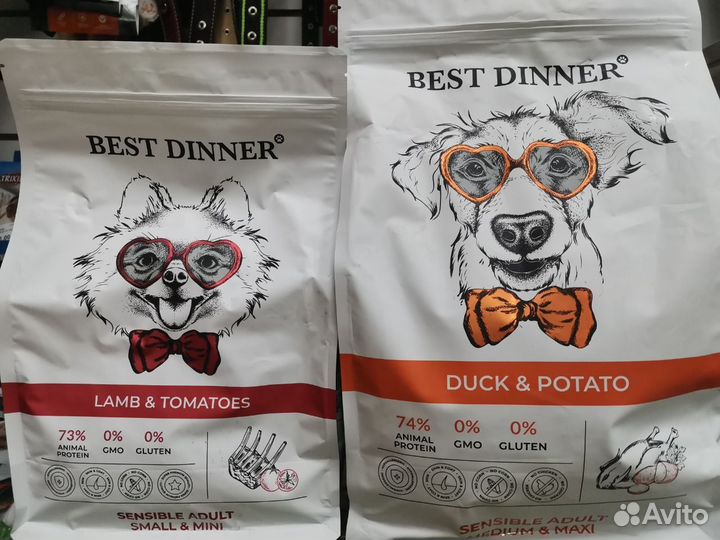 TRIXIE
BEST DINNER
LAMB & TOMATOES
73%
ANIMAL
PROTEIN
0%
GMO
0%
GLUTEN
SENSIBLE ADULT
SMALL & MINI
BEST DINNER
DUCK & POTATO
74%
ANIMAL
PROTEIN
0%
GMO
0%
GLUTEN
SENSIBLE ADULT
MEDIUM & MAXI
Avito